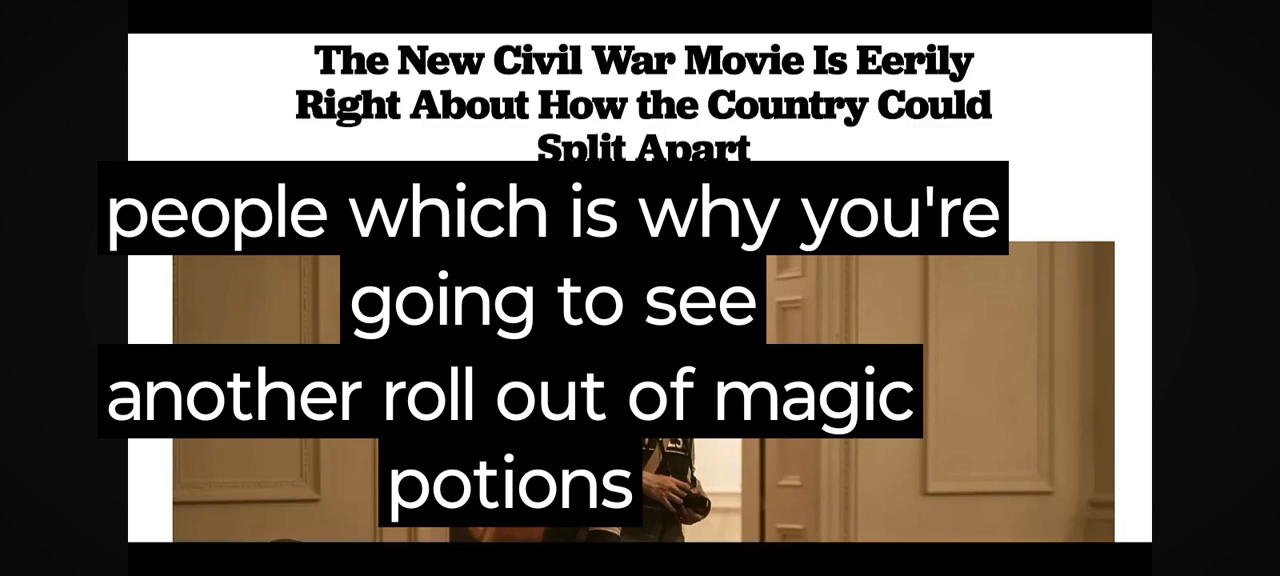 The New Civil War Movie Is Eerily
Right About How the Country Could
Split Apart
people which is why you're
going to see
another roll out of magic
potions